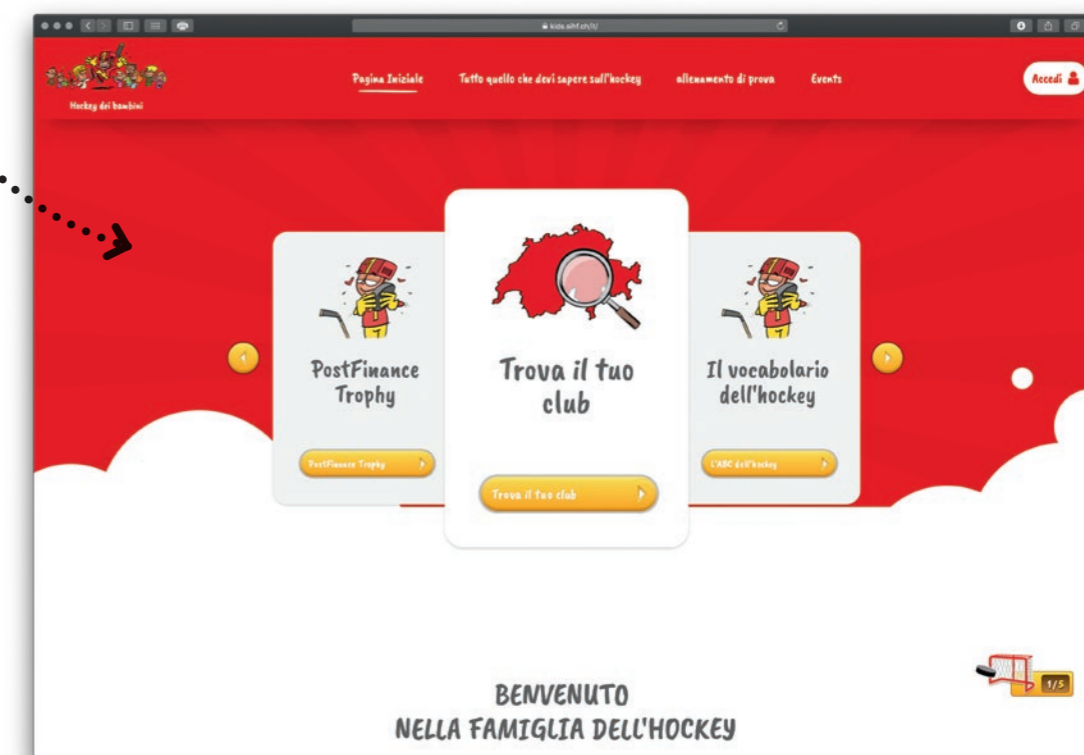 kids.sihf.ch/it/
Hockey dei bambini
Pagina Iniziale
Tutto quello che devi sapere sull'hockey
allenamento di prova
Events
Accedi
PostFinance
Trophy
PostFinance Trophy
Trova il tuo
club
Trova il tuo club
Il vocabolario
dell'hockey
L'ABC dell'hockey
1/5
BENVENUTO
NELLA FAMIGLIA DELL'HOCKEY